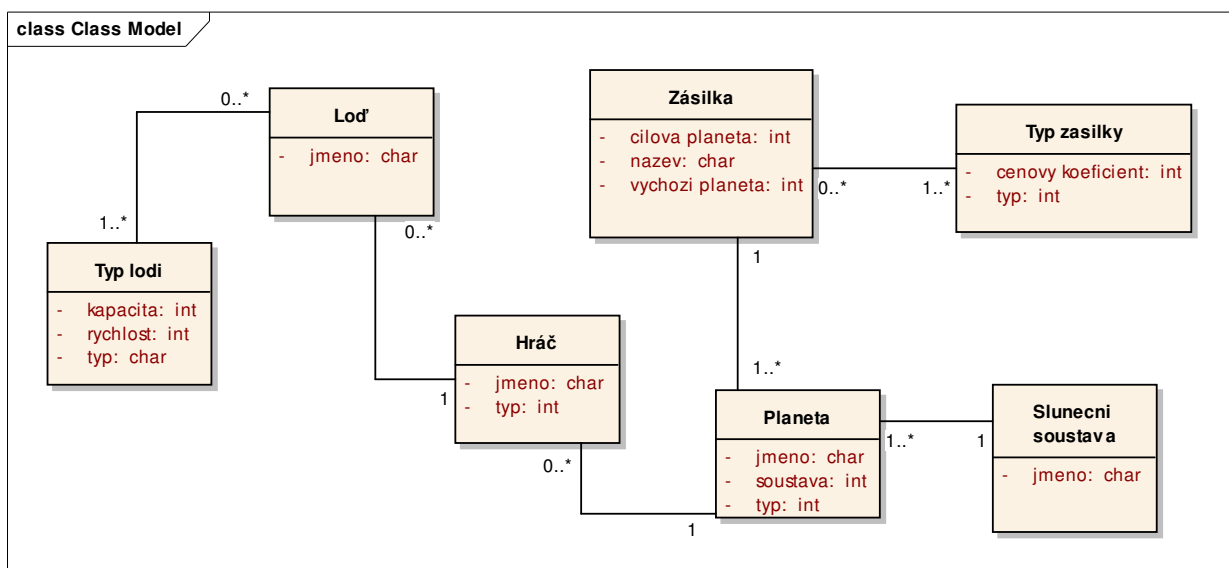 class Class Model
Loď
- jmeno: char
0..*
0..*
Typ lodi
- kapacita: int
- rychlost: int
- typ: char
1..*
Hráč
- jmeno: char
- typ: int
1
0..*
Zásilka
- cilova planeta: int
- nazev: char
- vychozi planeta: int
0..*
1
Typ zasilky
- cenovy koeficient: int
- typ: int
1..*
Planeta
- jmeno: char
- soustava: int
- typ: int
1..*
1..*
1
Slunecni
soustava
- jmeno: char
1